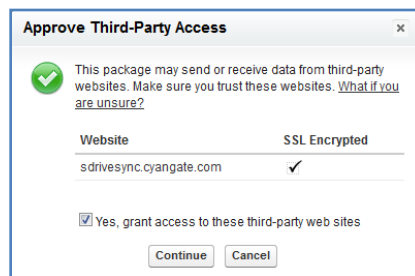 Approve Third-Party Access
This package may send or receive data from third-party
websites. Make sure you trust these websites. What if you
are unsure?
Website SSL Encrypted
sdrivesync.cyangate.com
Yes, grant access to these third-party web sites
Continue Cancel